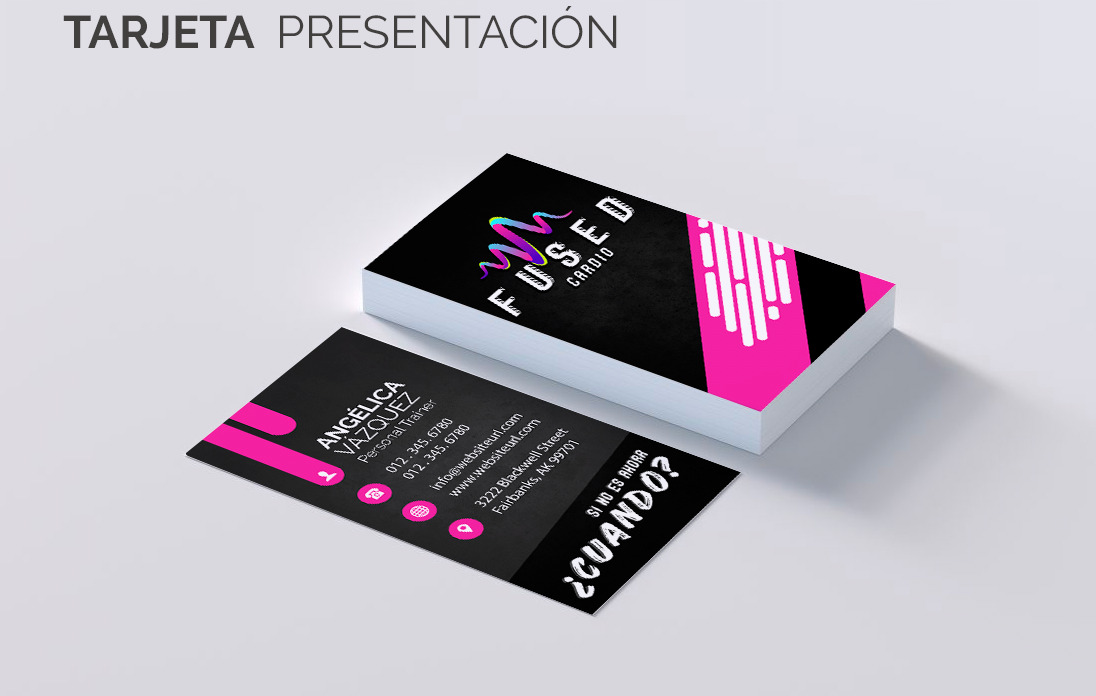 TARJETA PRESENTACIÓN
FUSED
CARDIO
ANGÉLICA
VÁZQUEZ
Personal Trainer
012 . 345 . 6780
012 . 345 . 6780
info@websiteurl.com
www.websiteurl.com
3222 Blackwell Street
Fairbanks, AK 99701
SI NO ES AHORA
¿CUANDO?